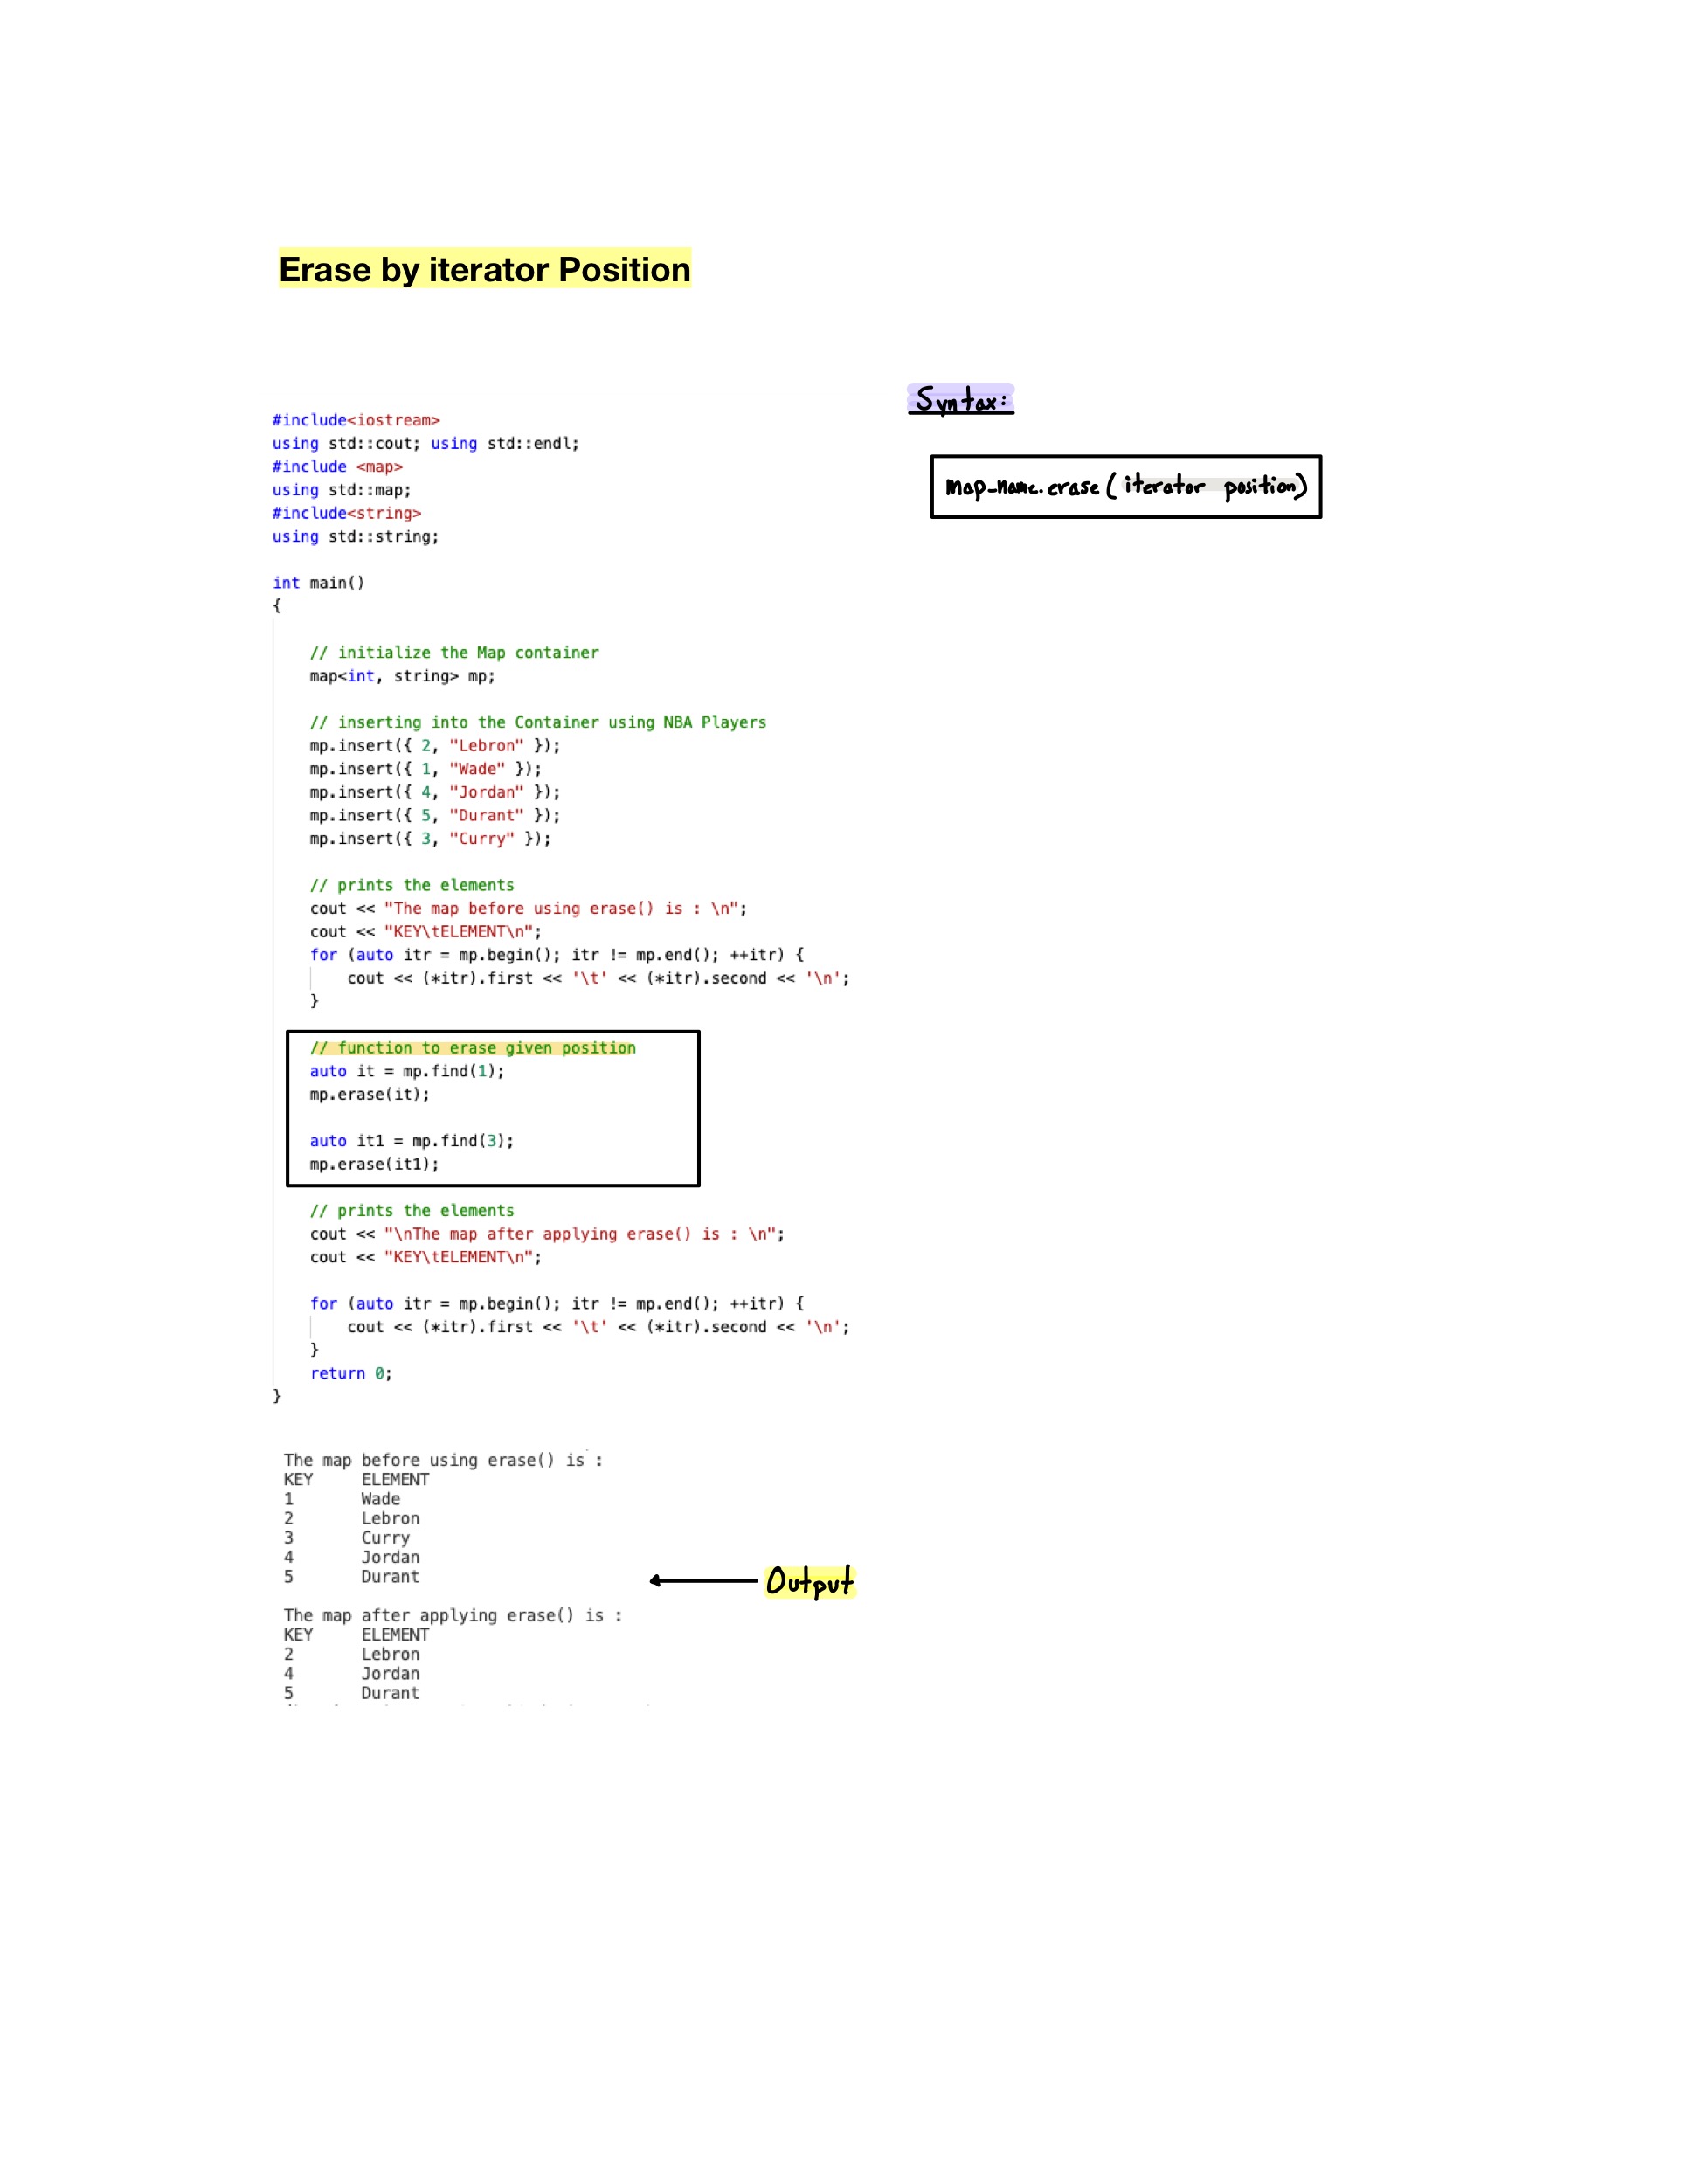 Erase by iterator Position
Syntax:
map_name.erase( iterator position)
#include<iostream>
using std::cout; using std::endl;
#include <map>
using std::map;
#include<string>
using std::string;
int main()
{
// initialize the Map container
map<int, string> mp;
// inserting into the Container using NBA Players
mp.insert({ 2, "Lebron" });
mp.insert({ 1, "Wade" });
mp.insert({ 4, "Jordan" });
mp.insert({ 5, "Durant" });
mp.insert({ 3, "Curry" });
// prints the elements
cout << "The map before using erase() is : \n";
cout << "KEY\tELEMENT\n";
for (auto itr = mp.begin(); itr != mp.end(); ++itr) {
cout << (*itr).first << '\t' << (*itr).second << '\n';
}
// function to erase given position
auto it = mp.find(1);
mp.erase(it);
auto it1 = mp.find(3);
mp.erase(it1);
// prints the elements
cout << "\nThe map after applying erase() is : \n";
cout << "KEY\tELEMENT\n";
for (auto itr = mp.begin(); itr != mp.end(); ++itr) {
cout << (*itr).first << '\t' << (*itr).second << '\n';
}
return 0;
}
The map before using erase() is :
KEY ELEMENT
1 Wade
2 Lebron
3 Curry
4 Jordan
5 Durant
Output
The map after applying erase() is :
KEY ELEMENT
2 Lebron
4 Jordan
5 Durant